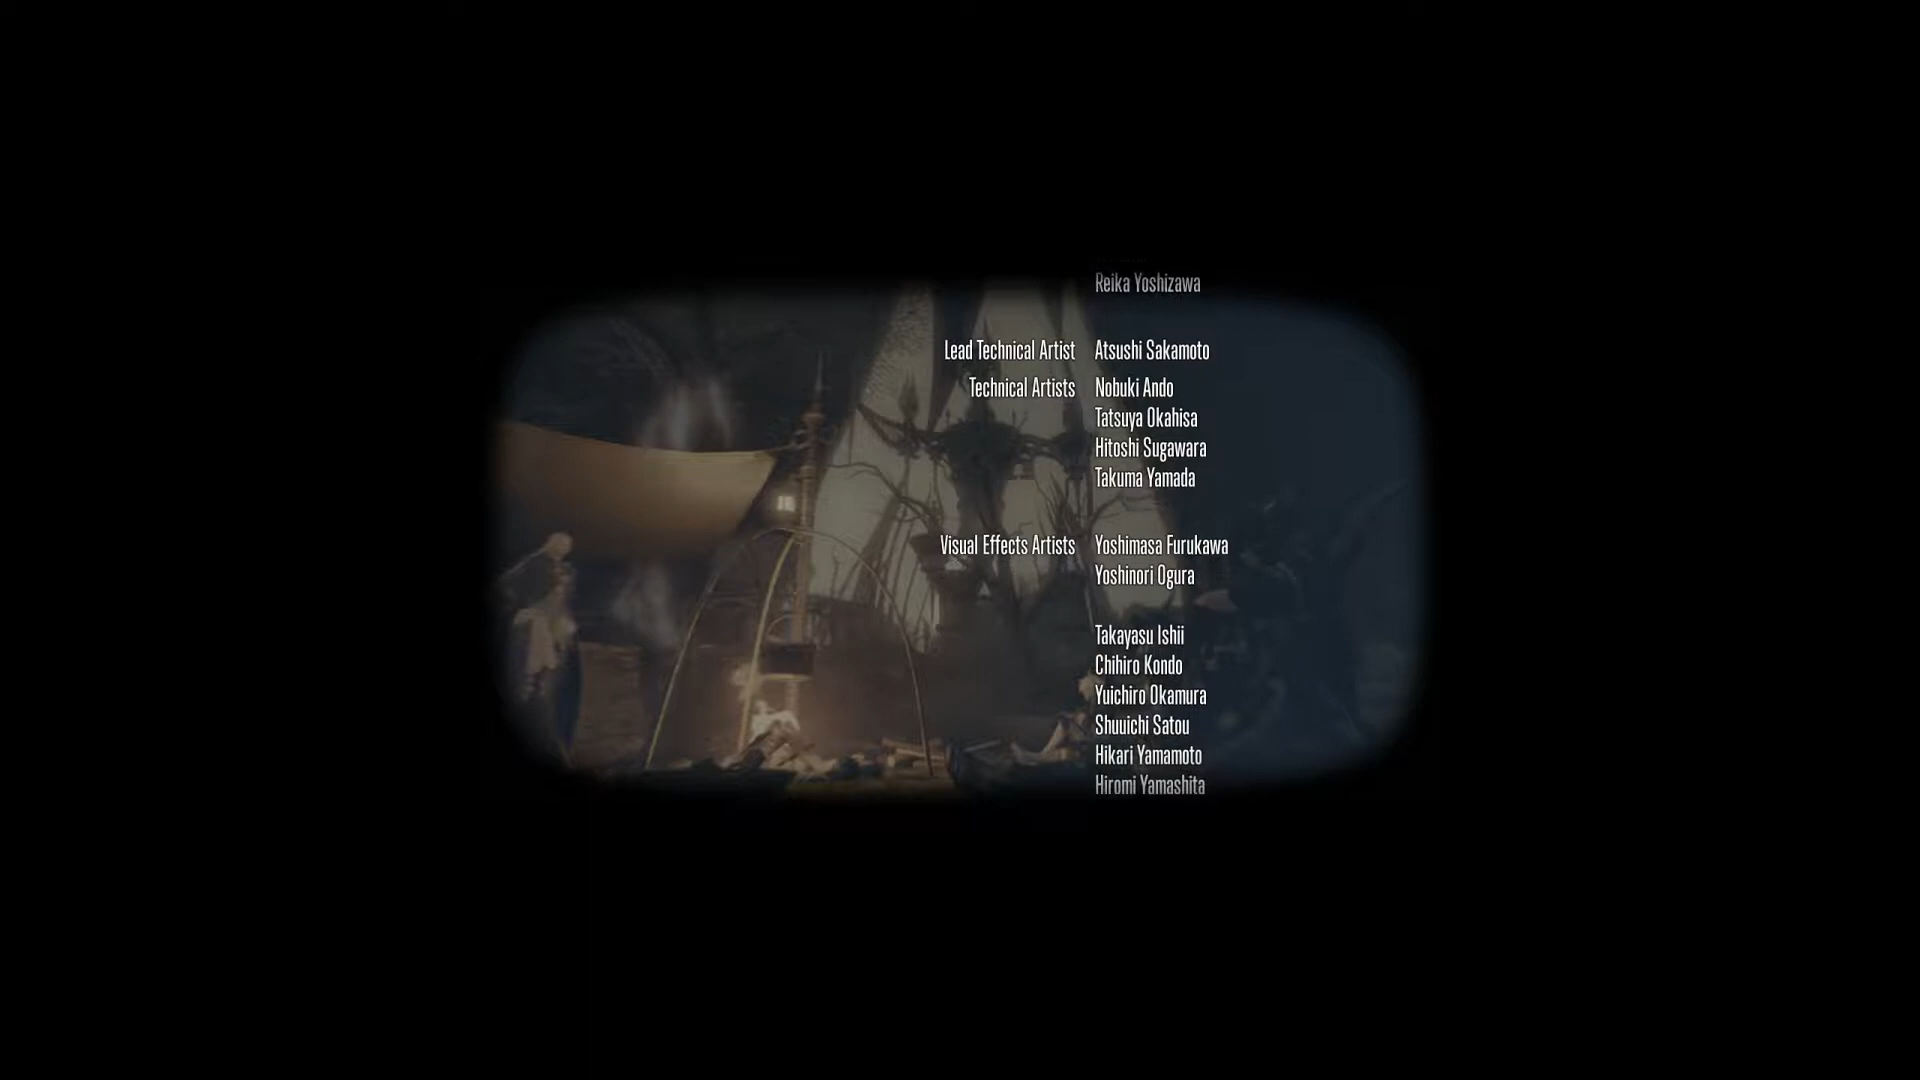 Reika Yoshizawa
Lead Technical Artist Atsushi Sakamoto
Technical Artists Nobuki Ando
Tatsuya Okahisa
Hitoshi Sugawara
Takuma Yamada
Visual Effects Artists Yoshimasa Furukawa
Yoshinori Ogura
Takayasu Ishii
Chihiro Kondo
Yuichiro Okamura
Shuuichi Satou
Hikari Yamamoto
Hiromi Yamashita